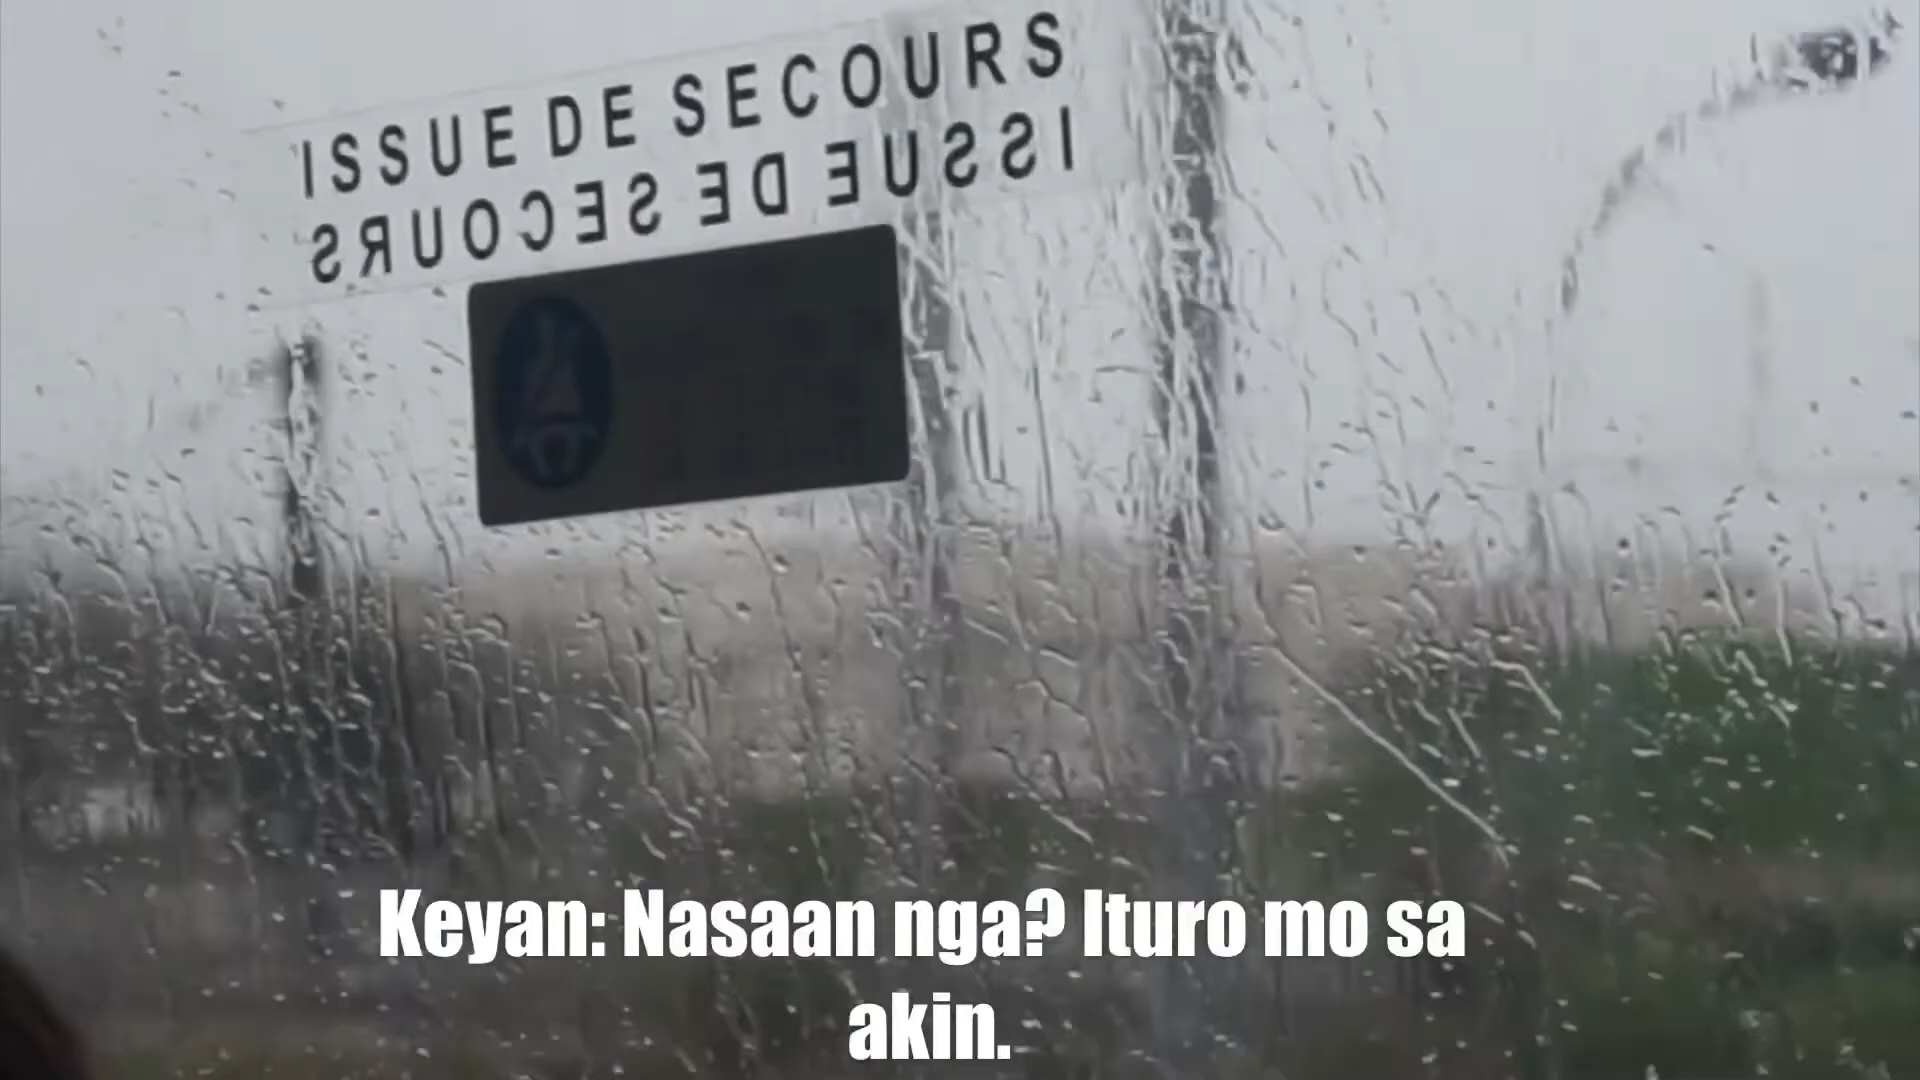 ISSUE DE SECOURS
ISSUE DE SECOURS
Keyan: Nasaan nga? Ituro mo sa
akin.